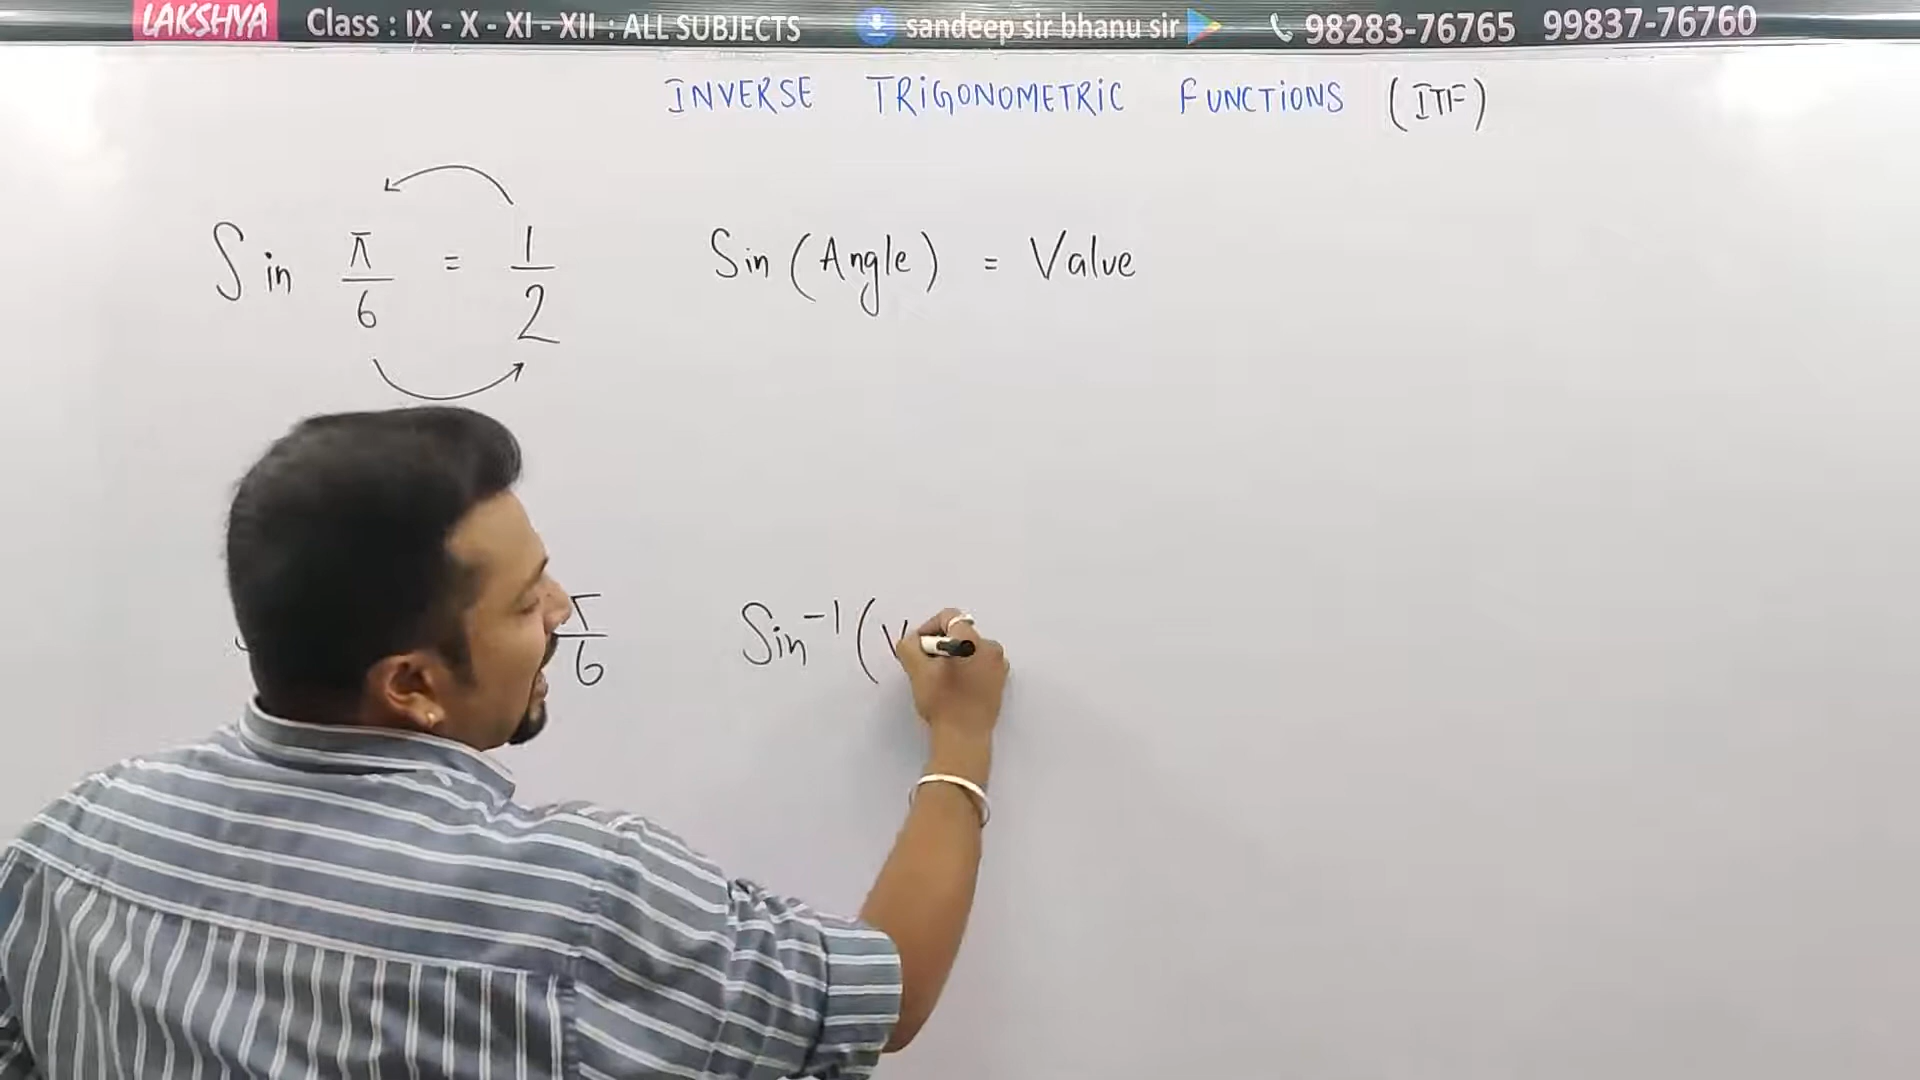 LAKSHYA Class : IX - X - XI - XII : ALL SUBJECTS sandeep sir bhanu sir 98283-76765 99837-76760
INVERSE TRIGONOMETRIC FUNCTIONS (ITF)
Sin π/6 = 1/2 Sin (Angle) = Value
π/6 Sin⁻¹ (V